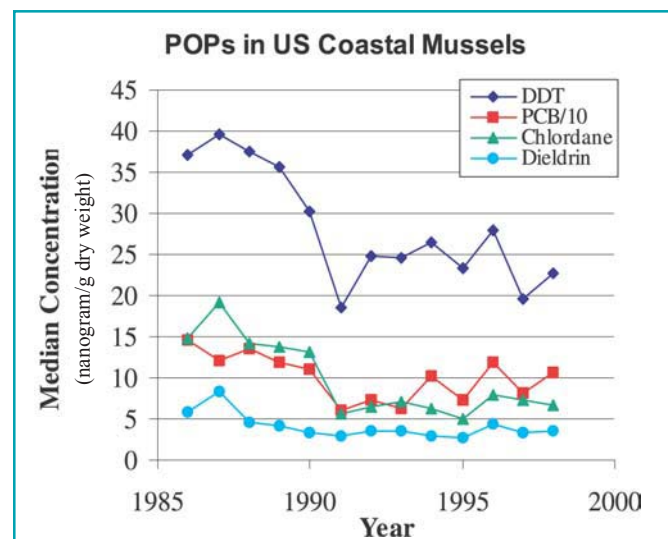 POPs in US Coastal Mussels
DDT
PCB/10
Chlordane
Dieldrin
Median Concentration
(nanogram/g dry weight)
45
40
35
30
25
20
15
10
5
0
1985
1990
1995
2000
Year